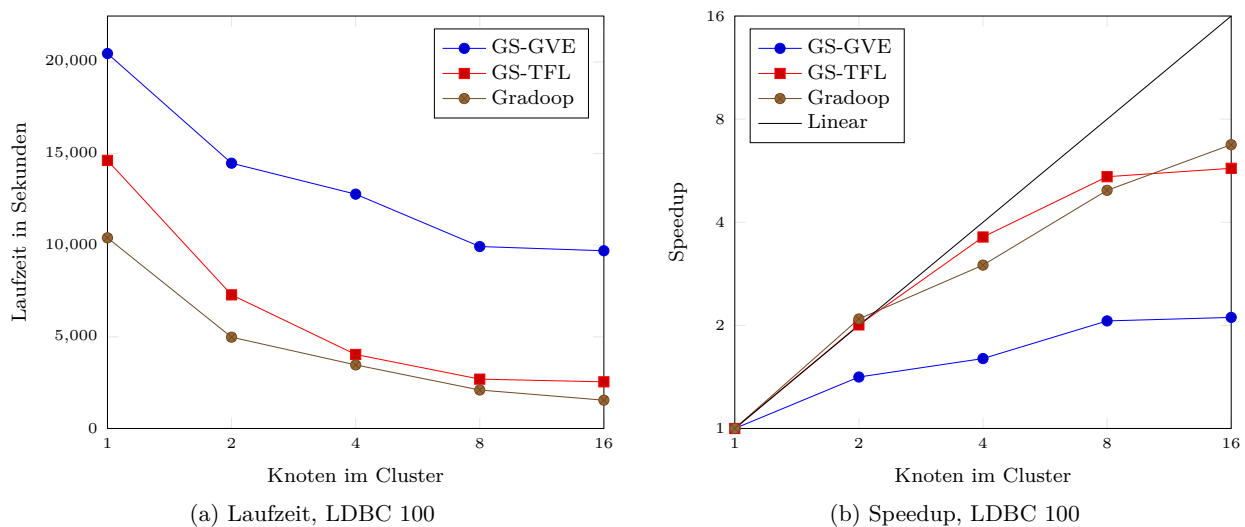 20,000
15,000
10,000
5,000
0
Laufzeit in Sekunden
GS-GVE
GS-TFL
Gradoop
1 2 4 8 16
Knoten im Cluster
(a) Laufzeit, LDBC 100
16
8
4
2
1
Speedup
GS-GVE
GS-TFL
Gradoop
Linear
1 2 4 8 16
Knoten im Cluster
(b) Speedup, LDBC 100